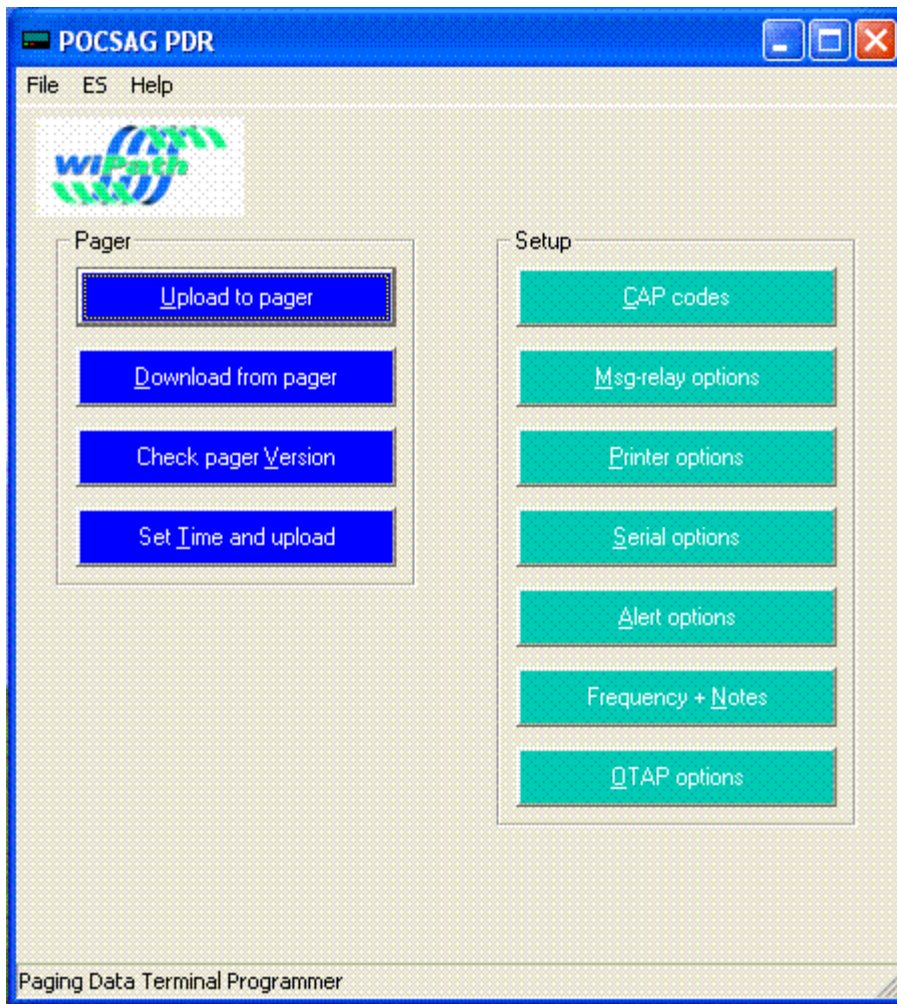 POCSAG PDR
File ES Help
WiPath
Pager
Upload to pager
Download from pager
Check pager Version
Set Time and upload
Setup
CAP codes
Msg-relay options
Printer options
Serial options
Alert options
Frequency + Notes
OTAP options
Paging Data Terminal Programmer